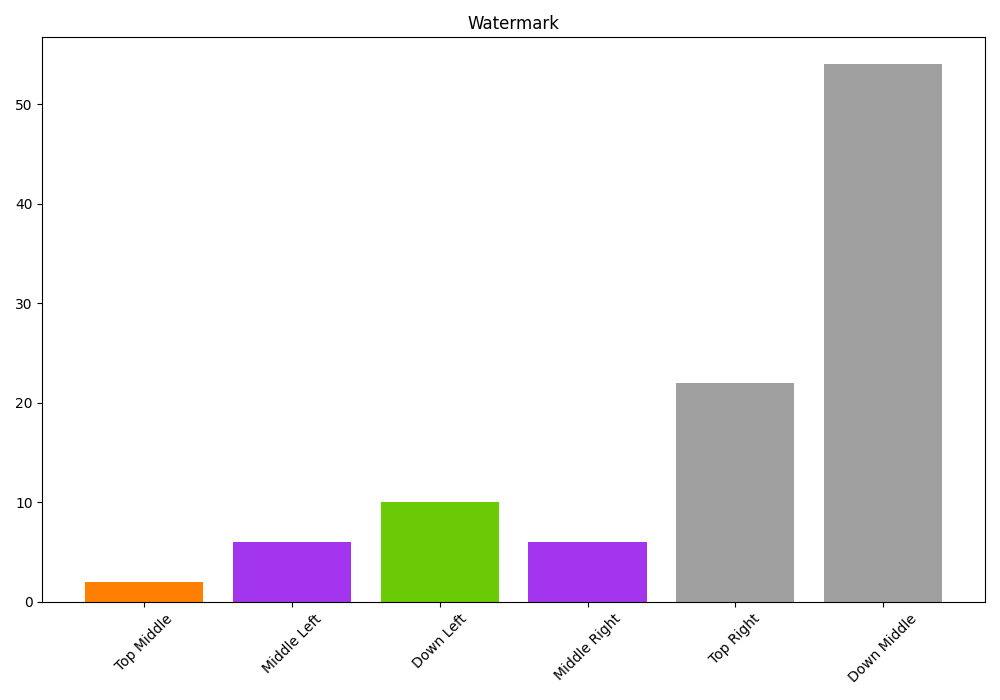 Watermark
50
40
30
20
10
0
Top Middle
Middle Left
Down Left
Middle Right
Top Right
Down Middle